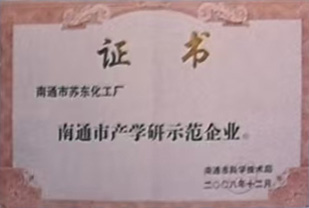 证书
南通市苏东化工厂
南通市产学研示范企业。
南通市科学技术局
二〇〇八年十二月